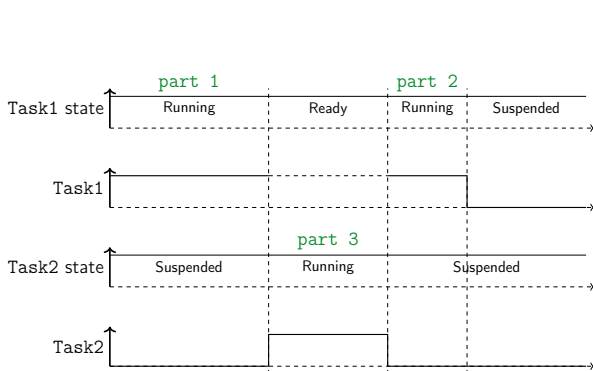 part 1 part 2
Task1 state Running Ready Running Suspended
Task1
part 3
Task2 state Suspended Running Suspended
Task2